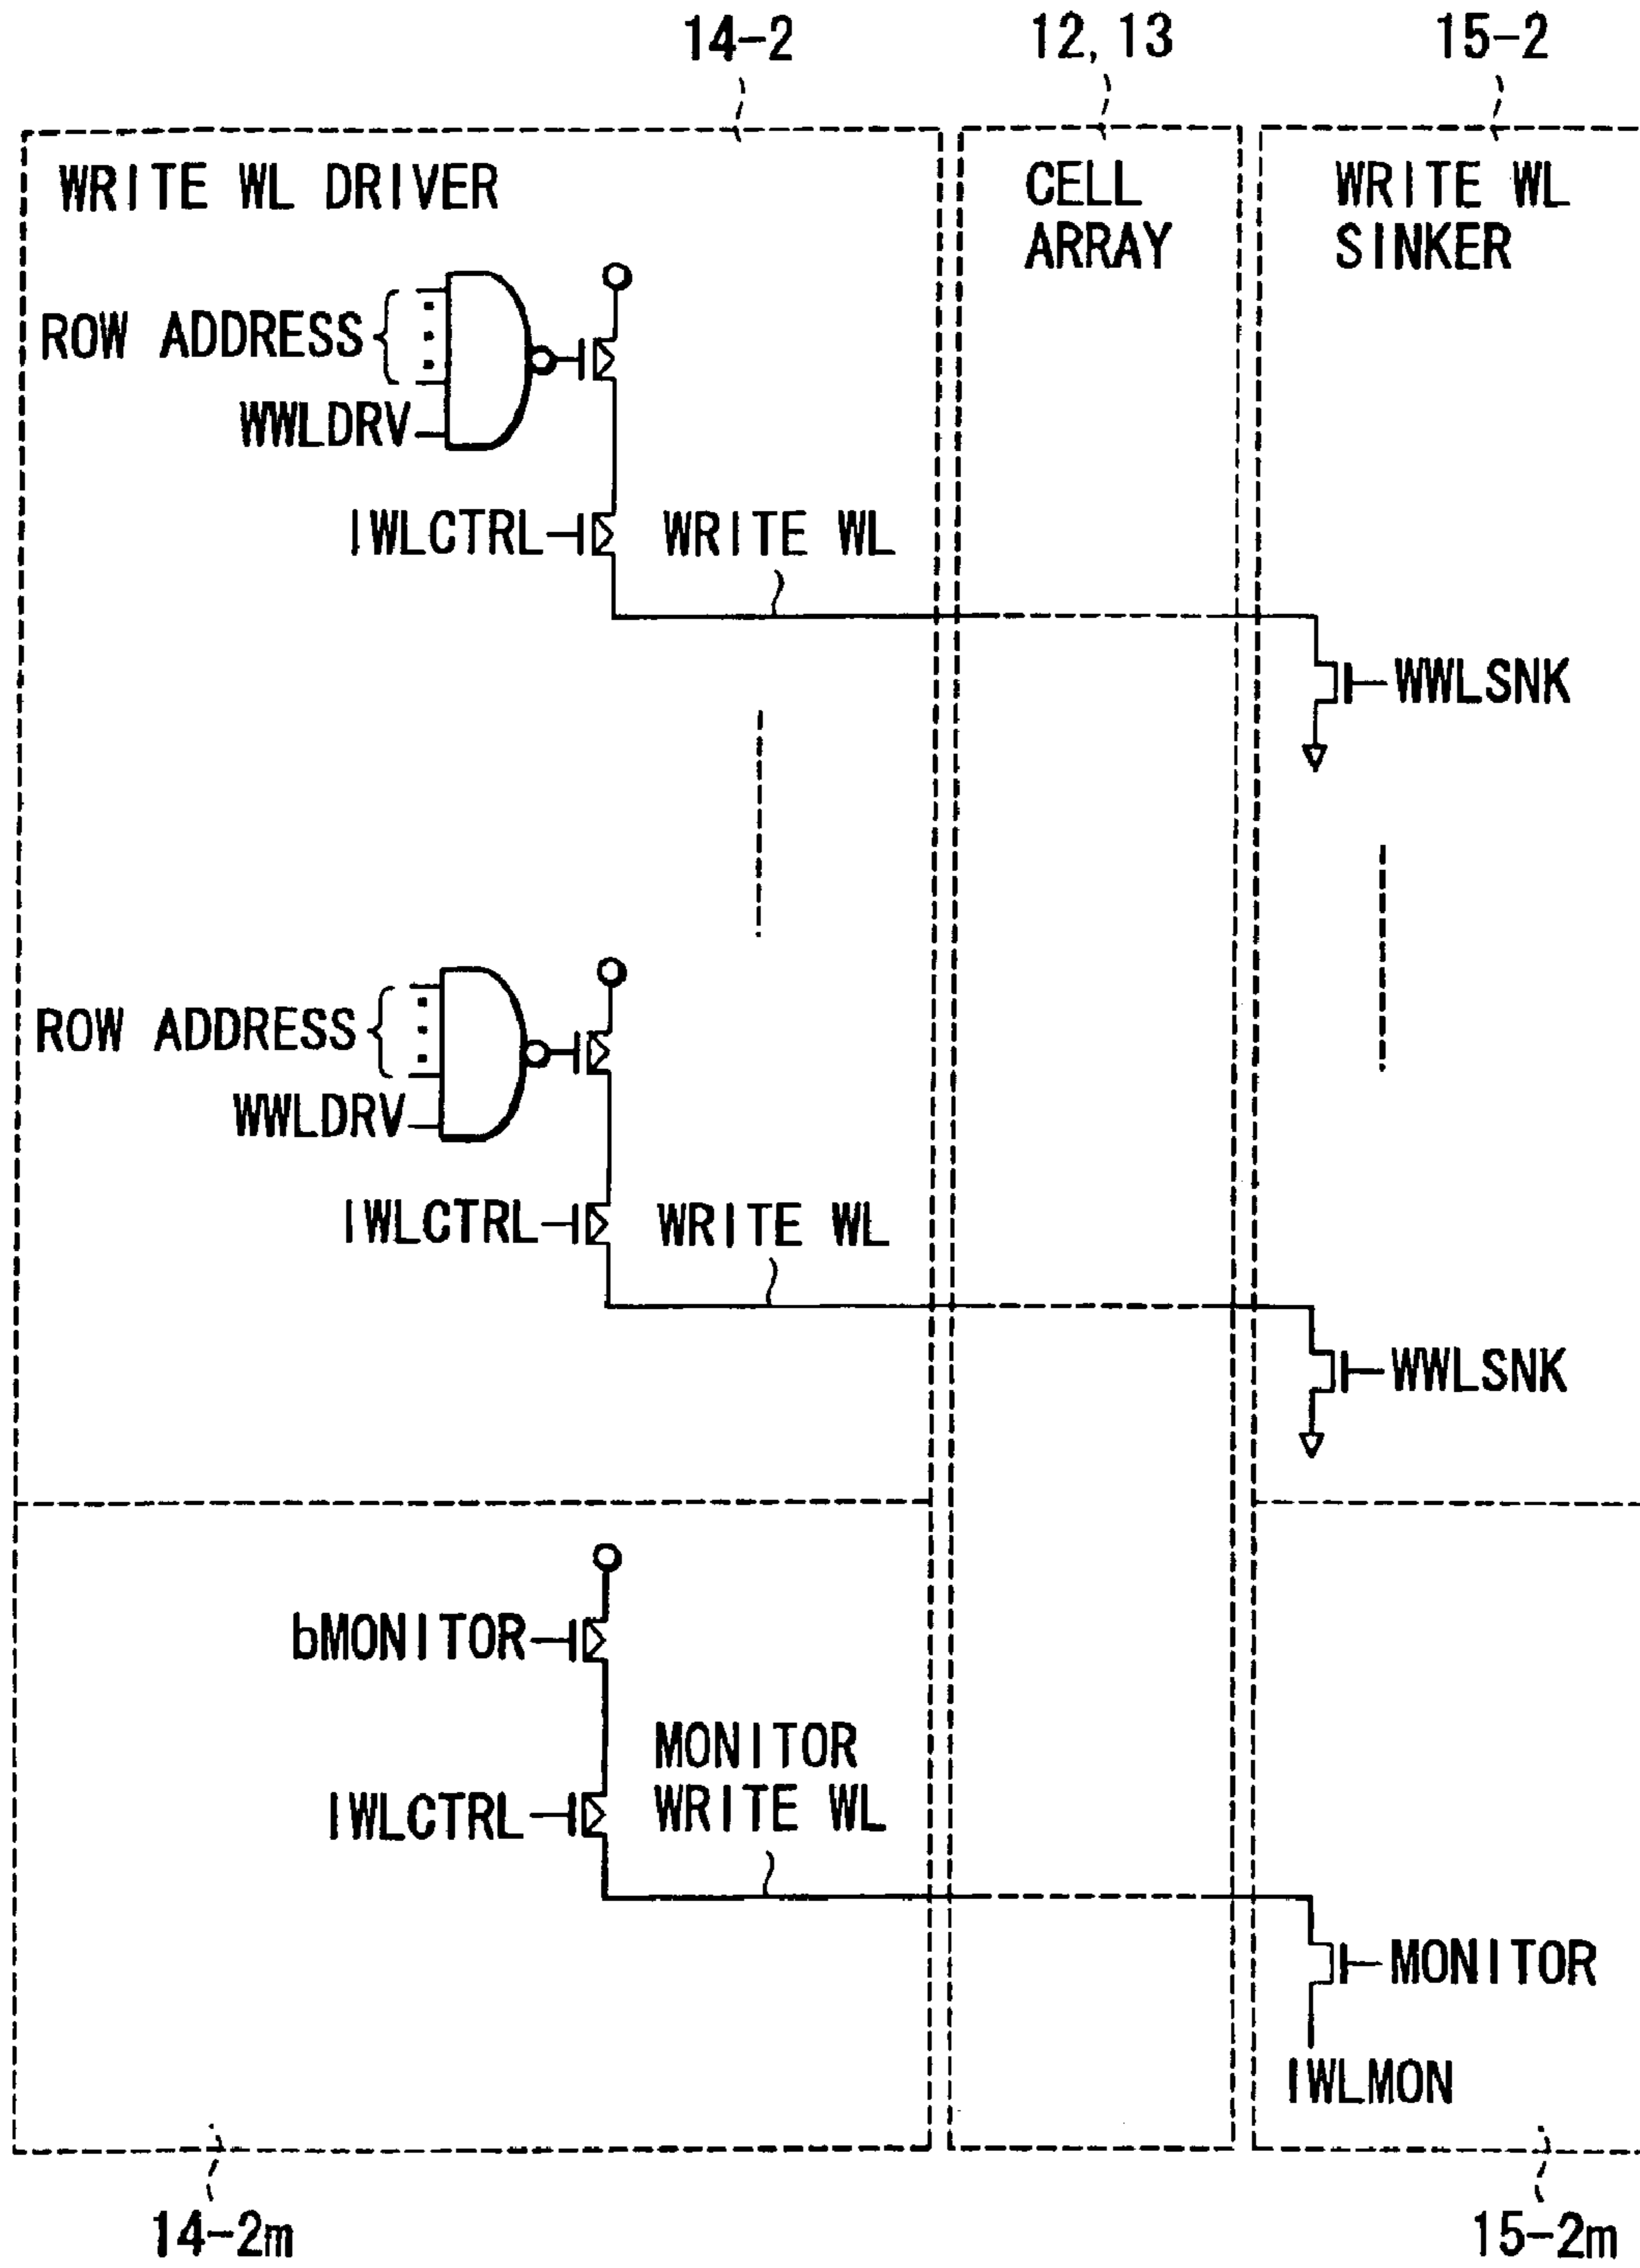 14-2
12, 13
15-2
WRITE WL DRIVER
CELL
ARRAY
WRITE WL
SINKER
ROW ADDRESS
WWLDRV
IWLCTRL
WRITE WL
WWLSNK
ROW ADDRESS
WWLDRV
IWLCTRL
WRITE WL
WWLSNK
bMONITOR
MONITOR
WRITE WL
IWLCTRL
MONITOR
IWLMON
14-2m
15-2m